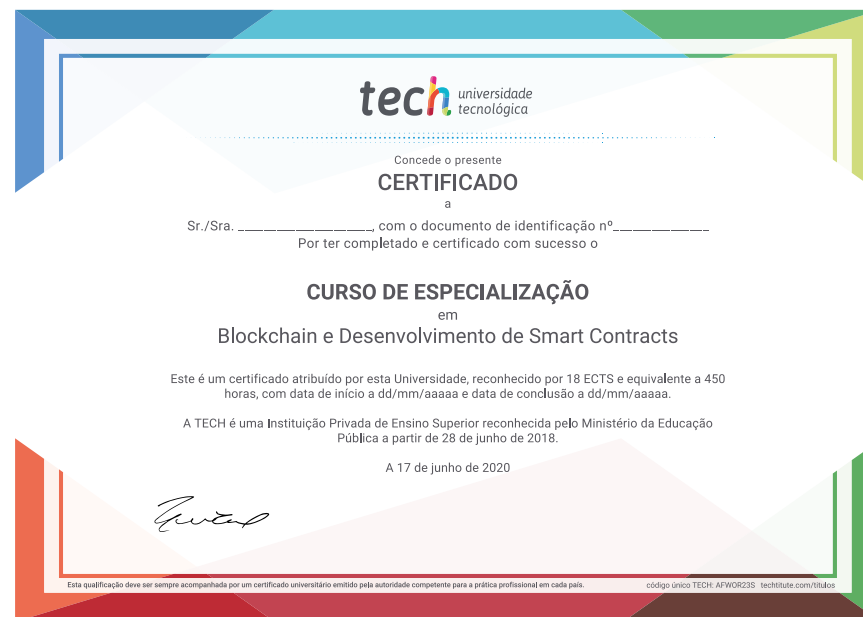 tech universidade
tecnológica
Concede o presente
CERTIFICADO
a
Sr./Sra. ____________________, com o documento de identificação nº______________
Por ter completado e certificado com sucesso o
CURSO DE ESPECIALIZAÇÃO
em
Blockchain e Desenvolvimento de Smart Contracts
Este é um certificado atribuído por esta Universidade, reconhecido por 18 ECTS e equivalente a 450
horas, com data de início a dd/mm/aaaaa e data de conclusão a dd/mm/aaaaa.
A TECH é uma Instituição Privada de Ensino Superior reconhecida pelo Ministério da Educação
Pública a partir de 28 de junho de 2018.
A 17 de junho de 2020
Esta qualificação deve ser sempre acompanhada por um certificado universitário emitido pela autoridade competente para a prática profissional em cada país.
código único TECH: AFWOR23S techtitute.com/titulos